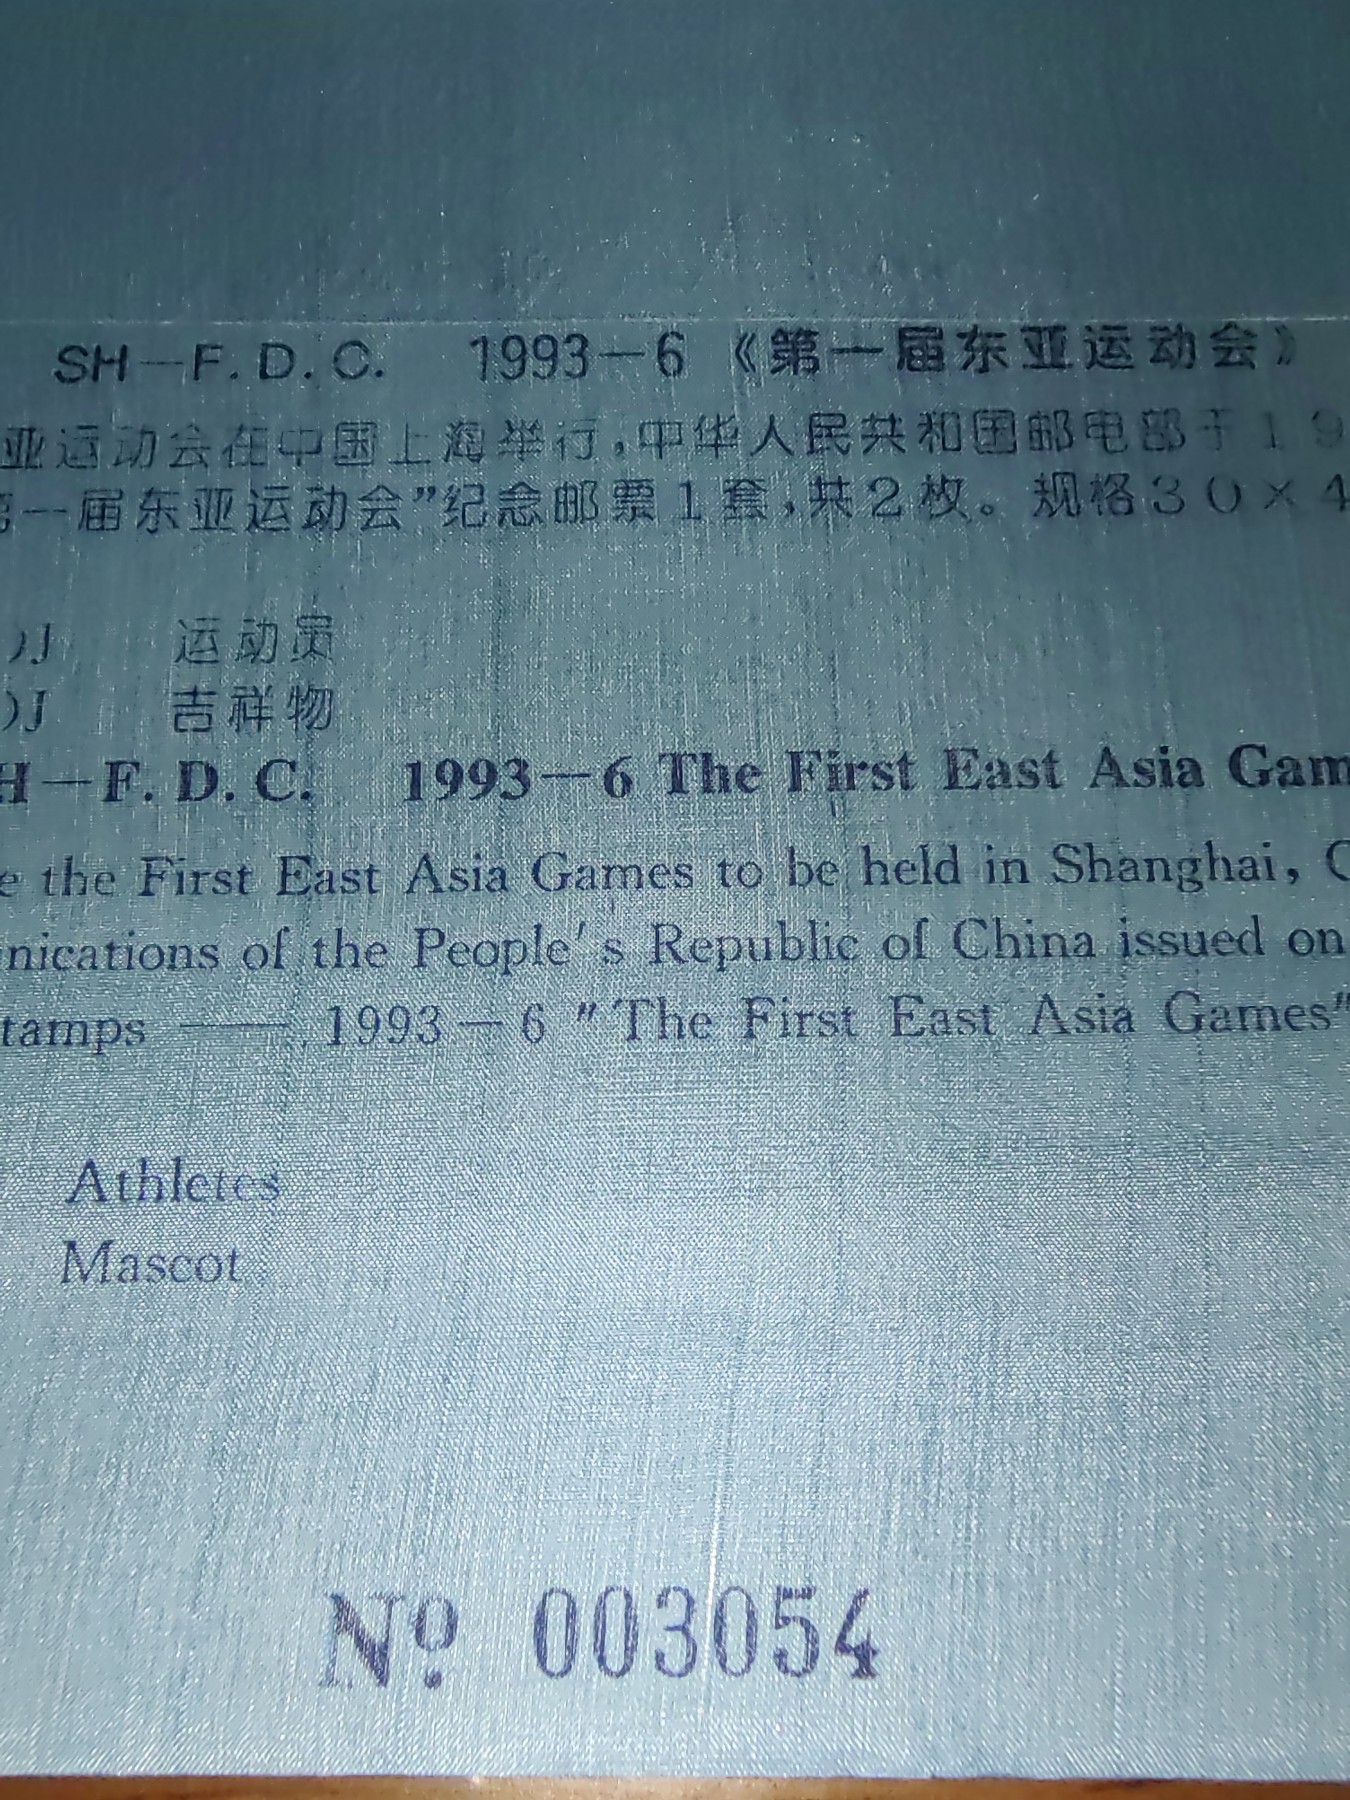 SH—F.D.C. 1993—6《第一届东亚运动会》
亚运动会在中国上海举行,中华人民共和国邮电部于19
第一届东亚运动会”纪念邮票1套,共2枚。规格30×4
)J 运动员
)J 吉祥物
H—F.D.C. 1993—6 The First East Asia Gam
e the First East Asia Games to be held in Shanghai, C
nications of the People's Republic of China issued on
tamps —— 1993—6 "The First East Asia Games"
Athletes
Mascot
Nº 003054